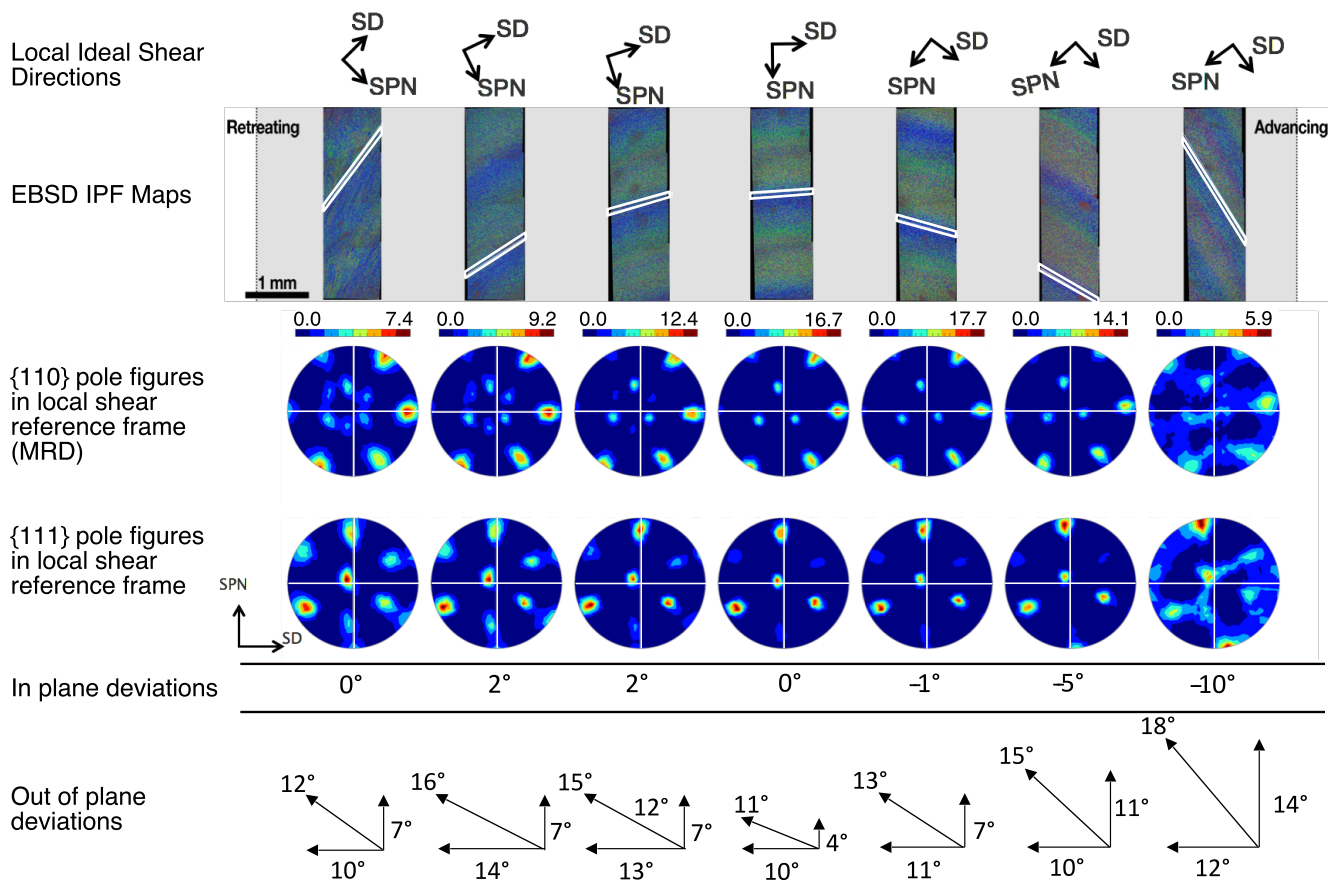 Local Ideal Shear
Directions
SD SD SD SD SD SD SD
SPN SPN SPN SPN SPN SPN SPN
Retreating
Advancing
EBSD IPF Maps
1 mm
0.0 7.4 0.0 9.2 0.0 12.4 0.0 16.7 0.0 17.7 0.0 14.1 0.0 5.9
{110} pole figures
in local shear
reference frame
(MRD)
{111} pole figures
in local shear
reference frame
SPN
SD
In plane deviations 0° 2° 2° 0° –1° –5° –10°
Out of plane
deviations
12° 7° 10°
16° 7° 14°
15° 12° 7° 13°
11° 4° 10°
13° 7° 11°
15° 11° 10°
18° 14° 12°